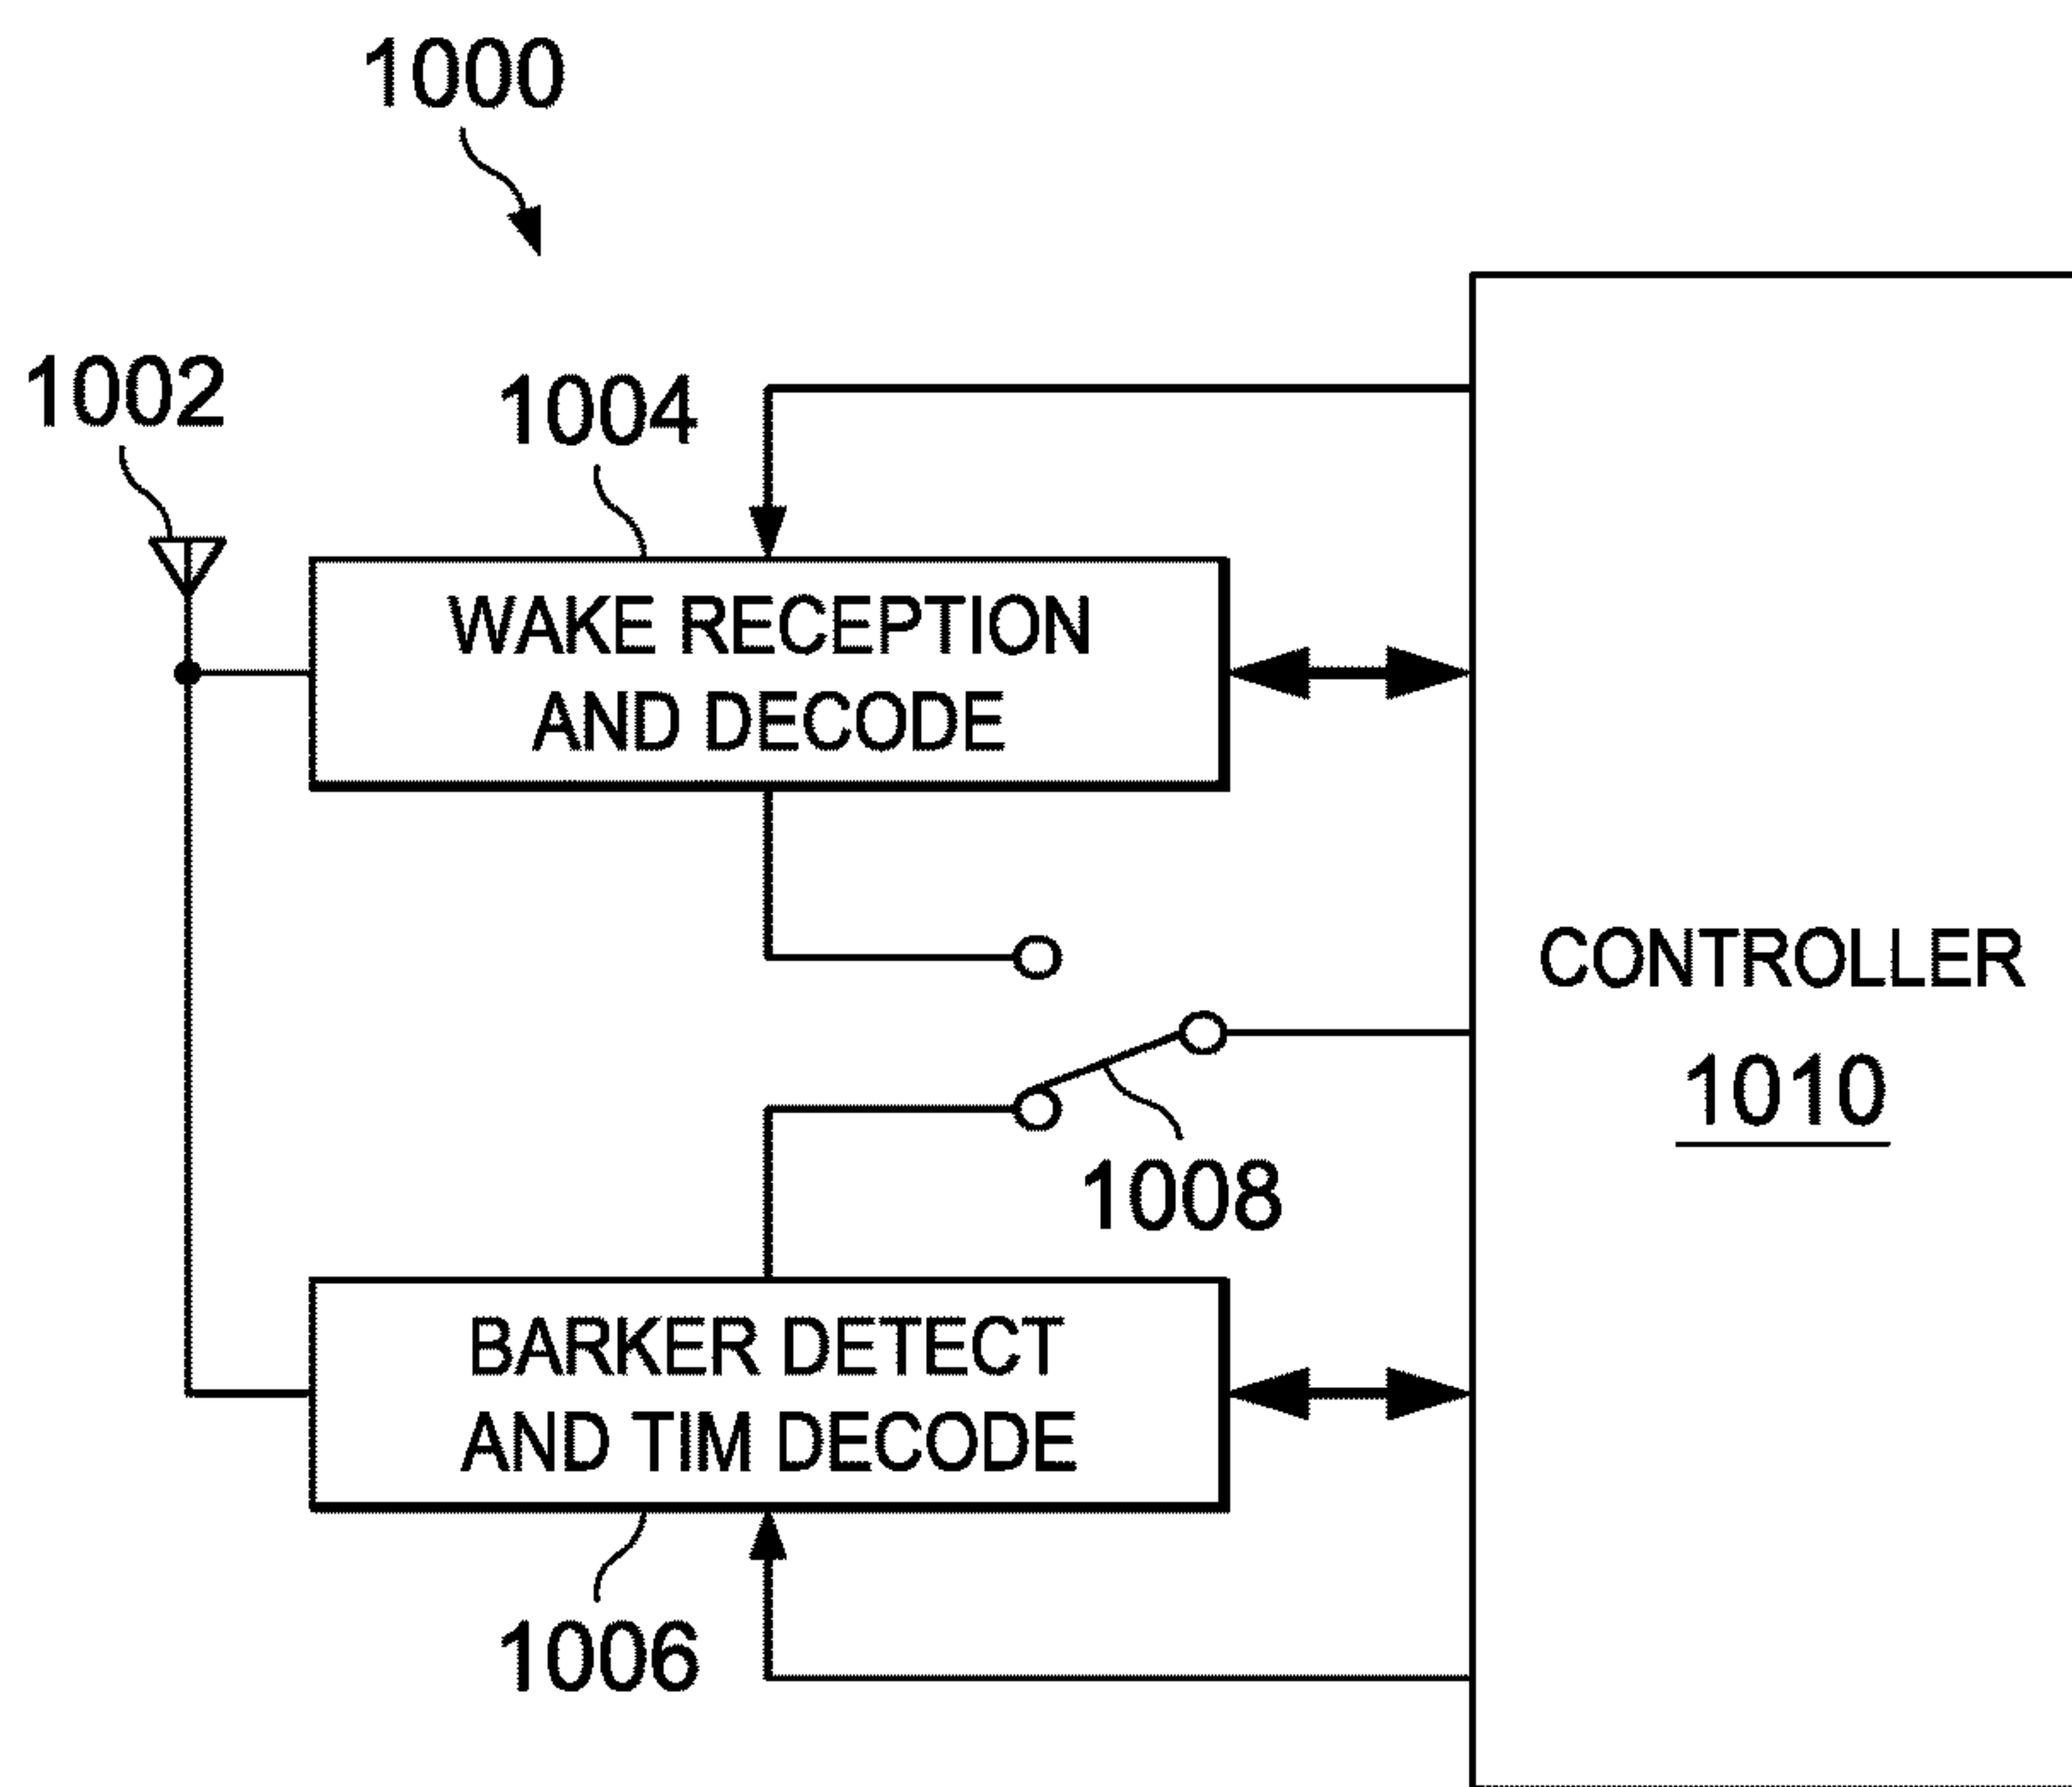 1000
1002
1004
WAKE RECEPTION
AND DECODE
CONTROLLER
1010
1008
BARKER DETECT
AND TIM DECODE
1006